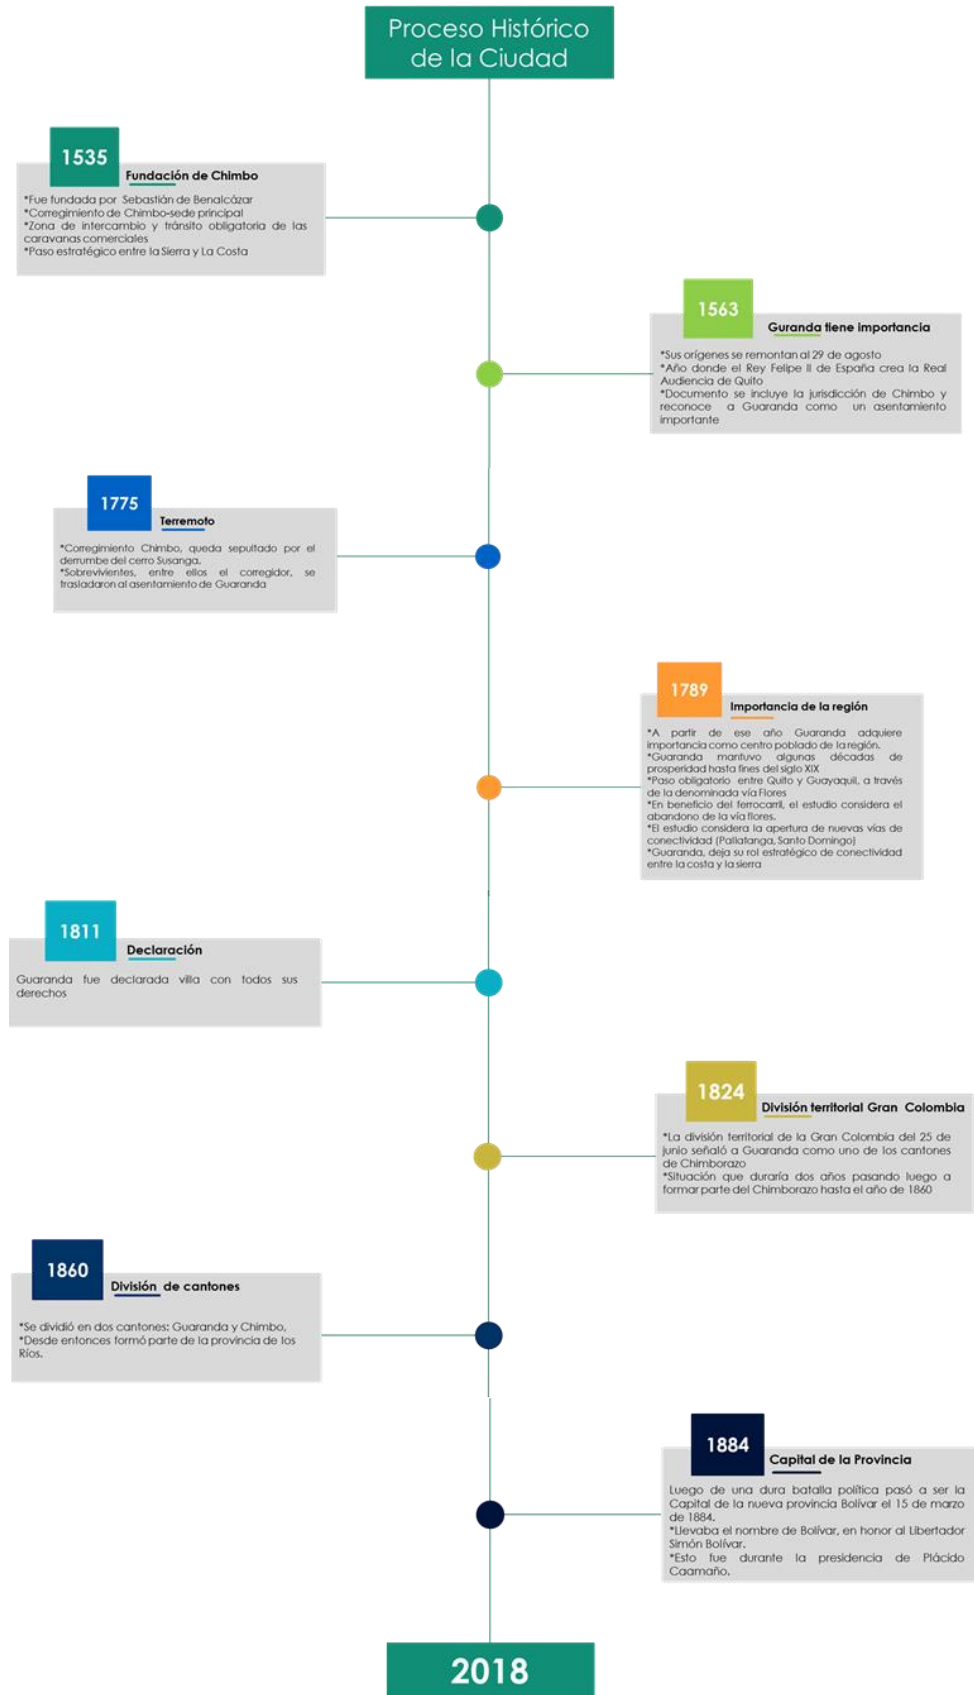 Proceso Histórico
de la Ciudad
1535
Fundación de Chimbo
*Fue fundada por Sebastián de Benalcázar
*Corregimiento de Chimbo-sede principal
*Zona de intercambio y tránsito obligatoria de las
caravanas comerciales
*Paso estratégico entre la Sierra y La Costa
1563
Guranda tiene importancia
*Sus orígenes se remontan al 29 de agosto
*Año donde el Rey Felipe II de España crea la Real
Audiencia de Quito
*Documento se incluye la jurisdicción de Chimbo y
reconoce a Guaranda como un asentamiento
importante
1775
Terremoto
*Corregimiento Chimbo, queda sepultado por el
derrumbe del cerro Susanga,
*Sobrevivientes, entre ellos el corregidor, se
trasladaron al asentamiento de Guaranda
1789
Importancia de la región
*A partir de ese año Guaranda adquiere
importancia como centro poblado de la región.
*Guaranda mantuvo algunas décadas de
prosperidad hasta fines del siglo XIX
*Paso obligatorio entre Quito y Guayaquil, a través
de la denominada vía Flores
*En beneficio del ferrocarril, el estudio considera el
abandono de la vía flores.
*El estudio considera la apertura de nuevas vías de
conectividad (Pallatanga, Santo Domingo)
*Guaranda, deja su rol estratégico de conectividad
entre la costa y la sierra
1811
Declaración
Guaranda fue declarada villa con todos sus
derechos
1824
División territorial Gran Colombia
*La división territorial de la Gran Colombia del 25 de
junio señaló a Guaranda como uno de los cantones
de Chimborazo
*Situación que duraría dos años pasando luego a
formar parte del Chimborazo hasta el año de 1860
1860
División de cantones
*Se dividió en dos cantones: Guaranda y Chimbo,
*Desde entonces formó parte de la provincia de los
Ríos.
1884
Capital de la Provincia
Luego de una dura batalla política pasó a ser la
Capital de la nueva provincia Bolívar el 15 de marzo
de 1884.
*Llevaba el nombre de Bolívar, en honor al Libertador
Simón Bolívar.
*Esto fue durante la presidencia de Plácido
Caamaño.
2018